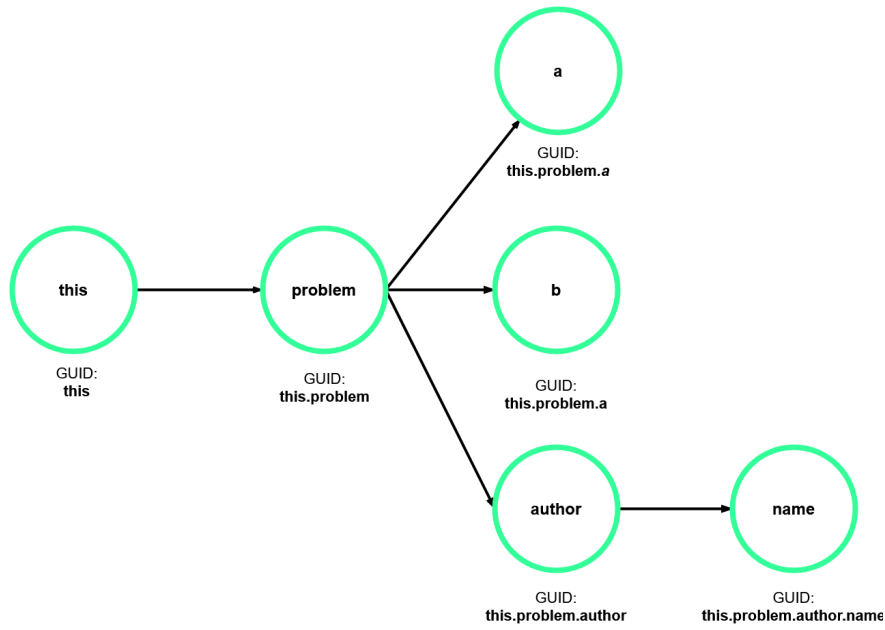 a
GUID:
this.problem.a
this
problem
b
GUID:
this
GUID:
this.problem
GUID:
this.problem.a
author
name
GUID:
this.problem.author
GUID:
this.problem.author.name